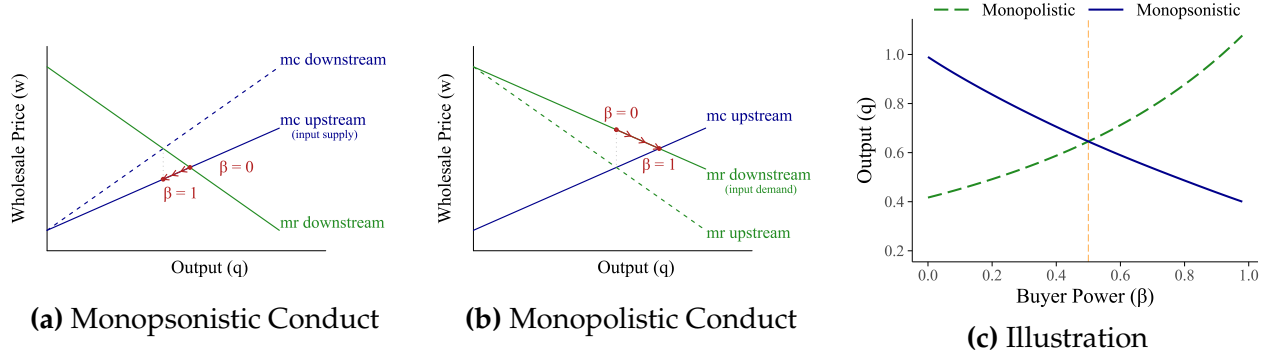 Wholesale Price (w)
mc downstream
mc upstream
(input supply)
β = 0
β = 1
mr downstream
Output (q)
(a) Monopsonistic Conduct
Wholesale Price (w)
β = 0
mc upstream
β = 1
mr downstream
(input demand)
mr upstream
Output (q)
(b) Monopolistic Conduct
Monopolistic Monopsonistic
Output (q)
1.0
0.8
0.6
0.4
0.2
0.0 0.2 0.4 0.6 0.8 1.0
Buyer Power (β)
(c) Illustration